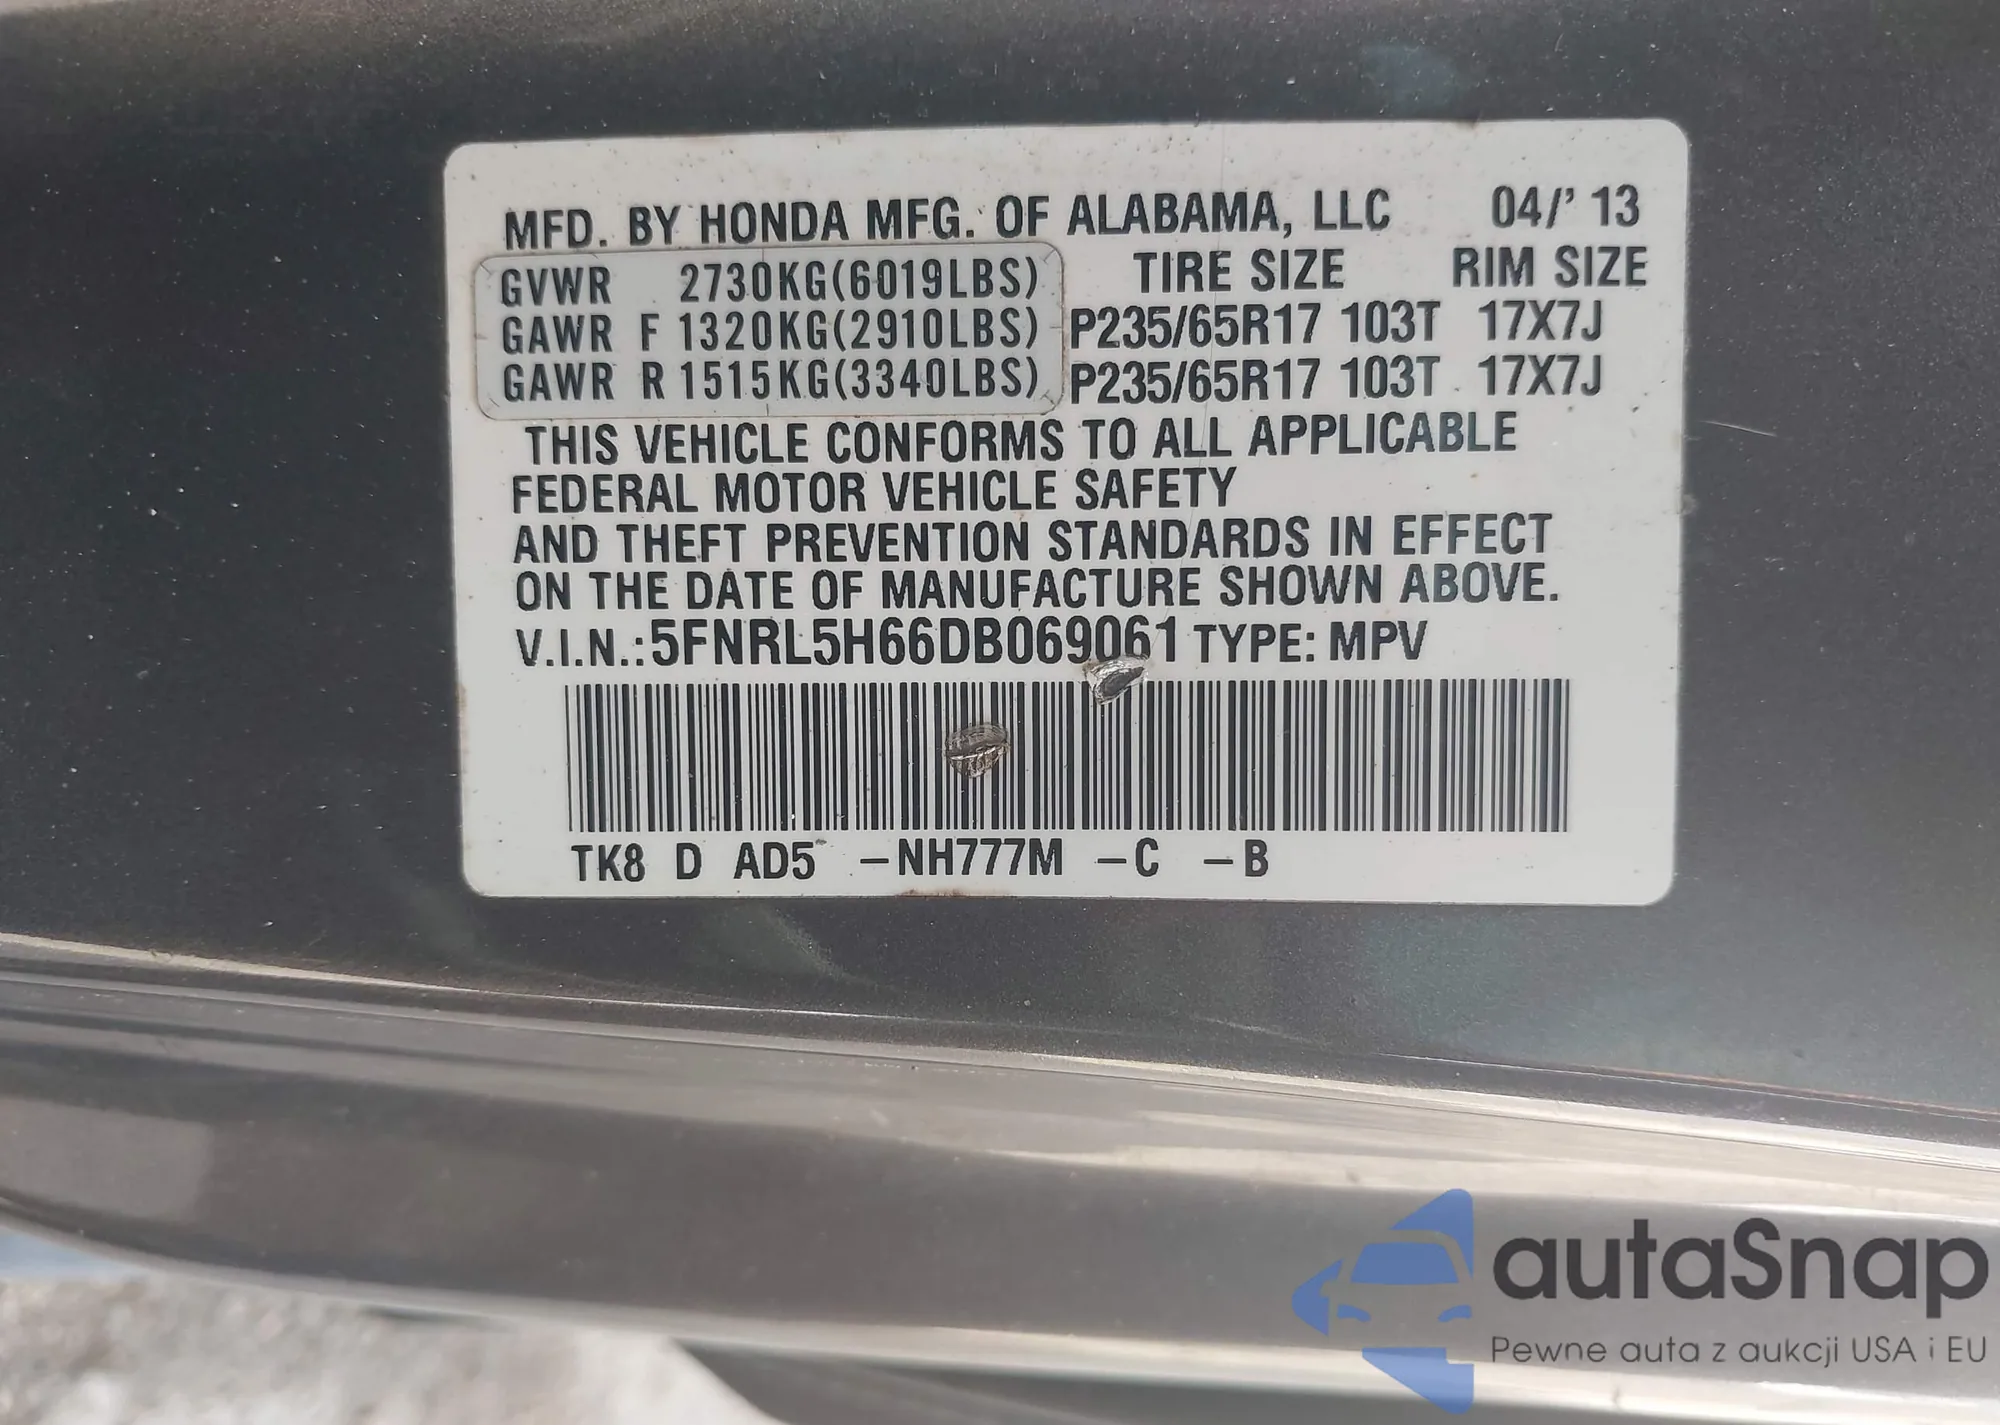 MFD. BY HONDA MFG. OF ALABAMA, LLC 04/' 13
GVWR 2730KG(6019LBS) TIRE SIZE RIM SIZE
GAWR F 1320KG(2910LBS) P235/65R17 103T 17X7J
GAWR R 1515KG(3340LBS) P235/65R17 103T 17X7J
THIS VEHICLE CONFORMS TO ALL APPLICABLE
FEDERAL MOTOR VEHICLE SAFETY
AND THEFT PREVENTION STANDARDS IN EFFECT
ON THE DATE OF MANUFACTURE SHOWN ABOVE.
V.I.N.:5FNRL5H66DB069061 TYPE: MPV
TK8 D AD5 -NH777M -C -B
autaSnap
Pewne auta z aukcji USA i EU